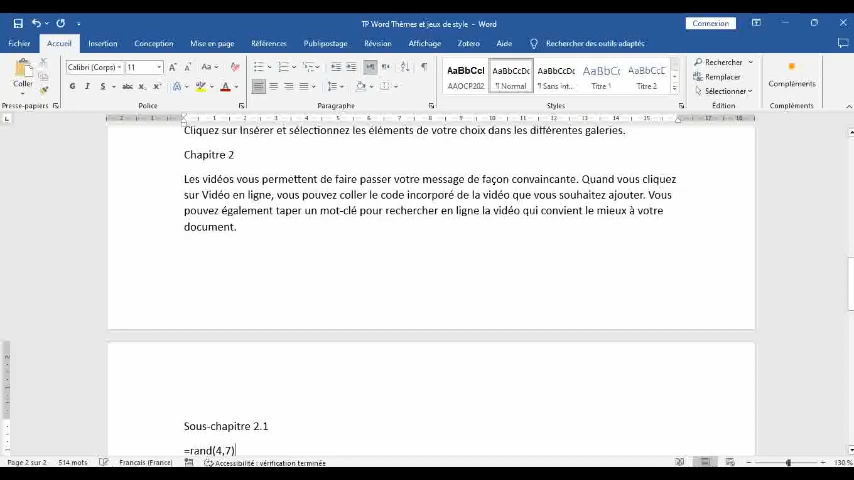 TP Word Thèmes et jeux de style - Word
Connexion
Fichier Accueil Insertion Conception Mise en page Références Publipostage Révision Affichage Zotero Aide Rechercher des outils adaptés
Coller
Calibri (Corps) 11
G I S abc x₂ x²
AaBbCcI AAOCP202
AaBbCcDc ¶ Normal
AaBbCcDc ¶ Sans int...
AaBbCc Titre 1
AaBbCcC Titre 2
Rechercher
Remplacer
Sélectionner
Compléments
Presse-papiers Police Paragraphe Styles Édition Compléments
Cliquez sur Insérer et sélectionnez les éléments de votre choix dans les différentes galeries.
Chapitre 2
Les vidéos vous permettent de faire passer votre message de façon convaincante. Quand vous cliquez
sur Vidéo en ligne, vous pouvez coller le code incorporé de la vidéo que vous souhaitez ajouter. Vous
pouvez également taper un mot-clé pour rechercher en ligne la vidéo qui convient le mieux à votre
document.
Sous-chapitre 2.1
=rand(4,7)
Page 2 sur 2 514 mots Français (France) Accessibilité : vérification terminée 130 %